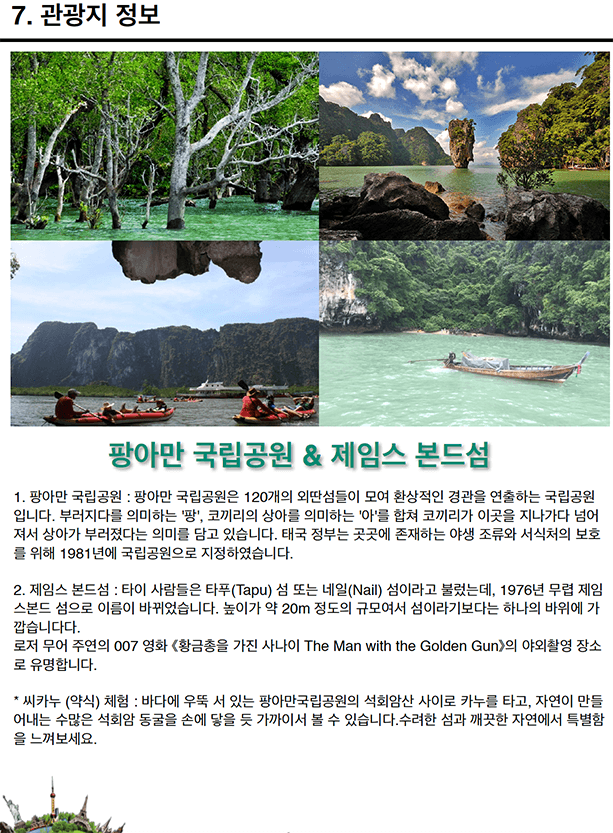 7. 관광지 정보
팡아만 국립공원 & 제임스 본드섬
1. 팡아만 국립공원 : 팡아만 국립공원은 120개의 외딴섬들이 모여 환상적인 경관을 연출하는 국립공원
입니다. 부러지다를 의미하는 '팡', 코끼리의 상아를 의미하는 '아'를 합쳐 코끼리가 이곳을 지나가다 넘어
져서 상아가 부러졌다는 의미를 담고 있습니다. 태국 정부는 곳곳에 존재하는 야생 조류와 서식처의 보호
를 위해 1981년에 국립공원으로 지정하였습니다.
2. 제임스 본드섬 : 타이 사람들은 타푸(Tapu) 섬 또는 네일(Nail) 섬이라고 불렀는데, 1976년 무렵 제임
스본드 섬으로 이름이 바뀌었습니다. 높이가 약 20m 정도의 규모여서 섬이라기보다는 하나의 바위에 가
깝습니다다.
로저 무어 주연의 007 영화 《황금총을 가진 사나이 The Man with the Golden Gun》의 야외촬영 장소
로 유명합니다.
* 씨카누 (약식) 체험 : 바다에 우뚝 서 있는 팡아만국립공원의 석회암산 사이로 카누를 타고, 자연이 만들
어내는 수많은 석회암 동굴을 손에 닿을 듯 가까이서 볼 수 있습니다.수려한 섬과 깨끗한 자연에서 특별함
을 느껴보세요.